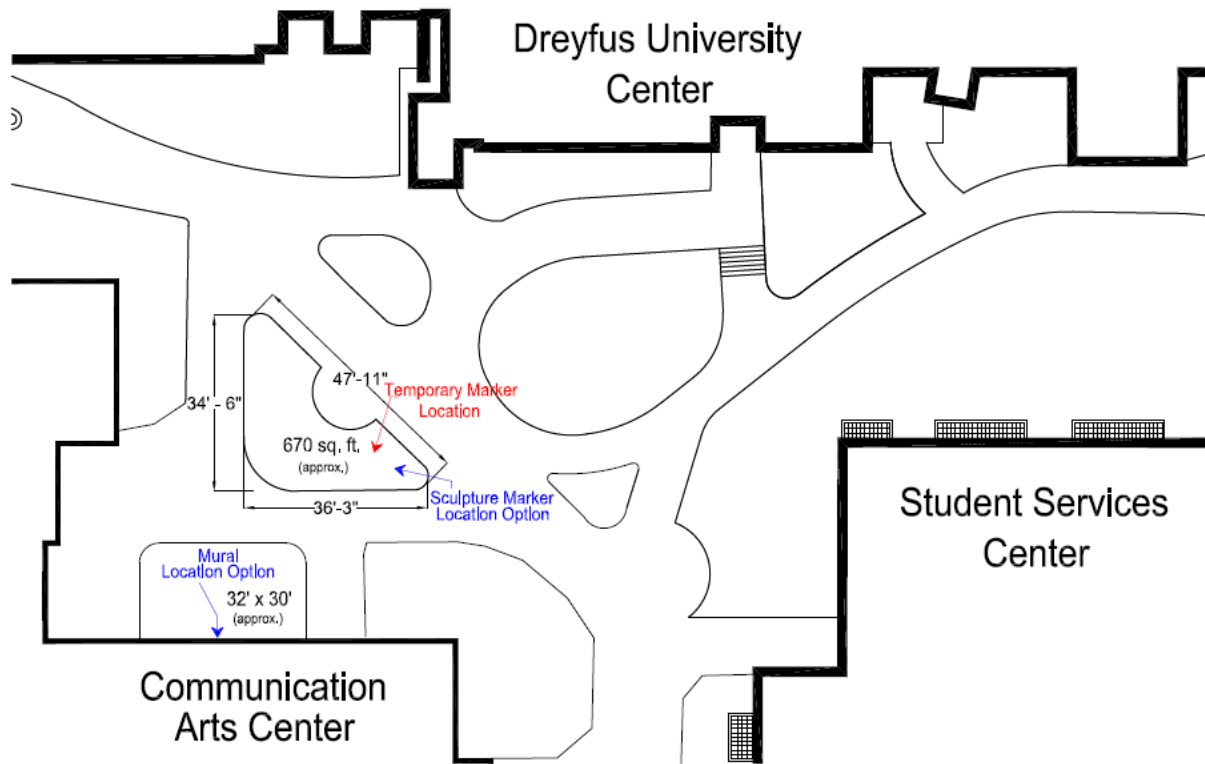 Dreyfus University
Center
47'-11"
Temporary Marker
Location
34' - 6"
670 sq. ft.
(approx.)
Sculpture Marker
Location Option
36'-3"
Student Services
Center
Mural
Location Option
32' x 30'
(approx.)
Communication
Arts Center